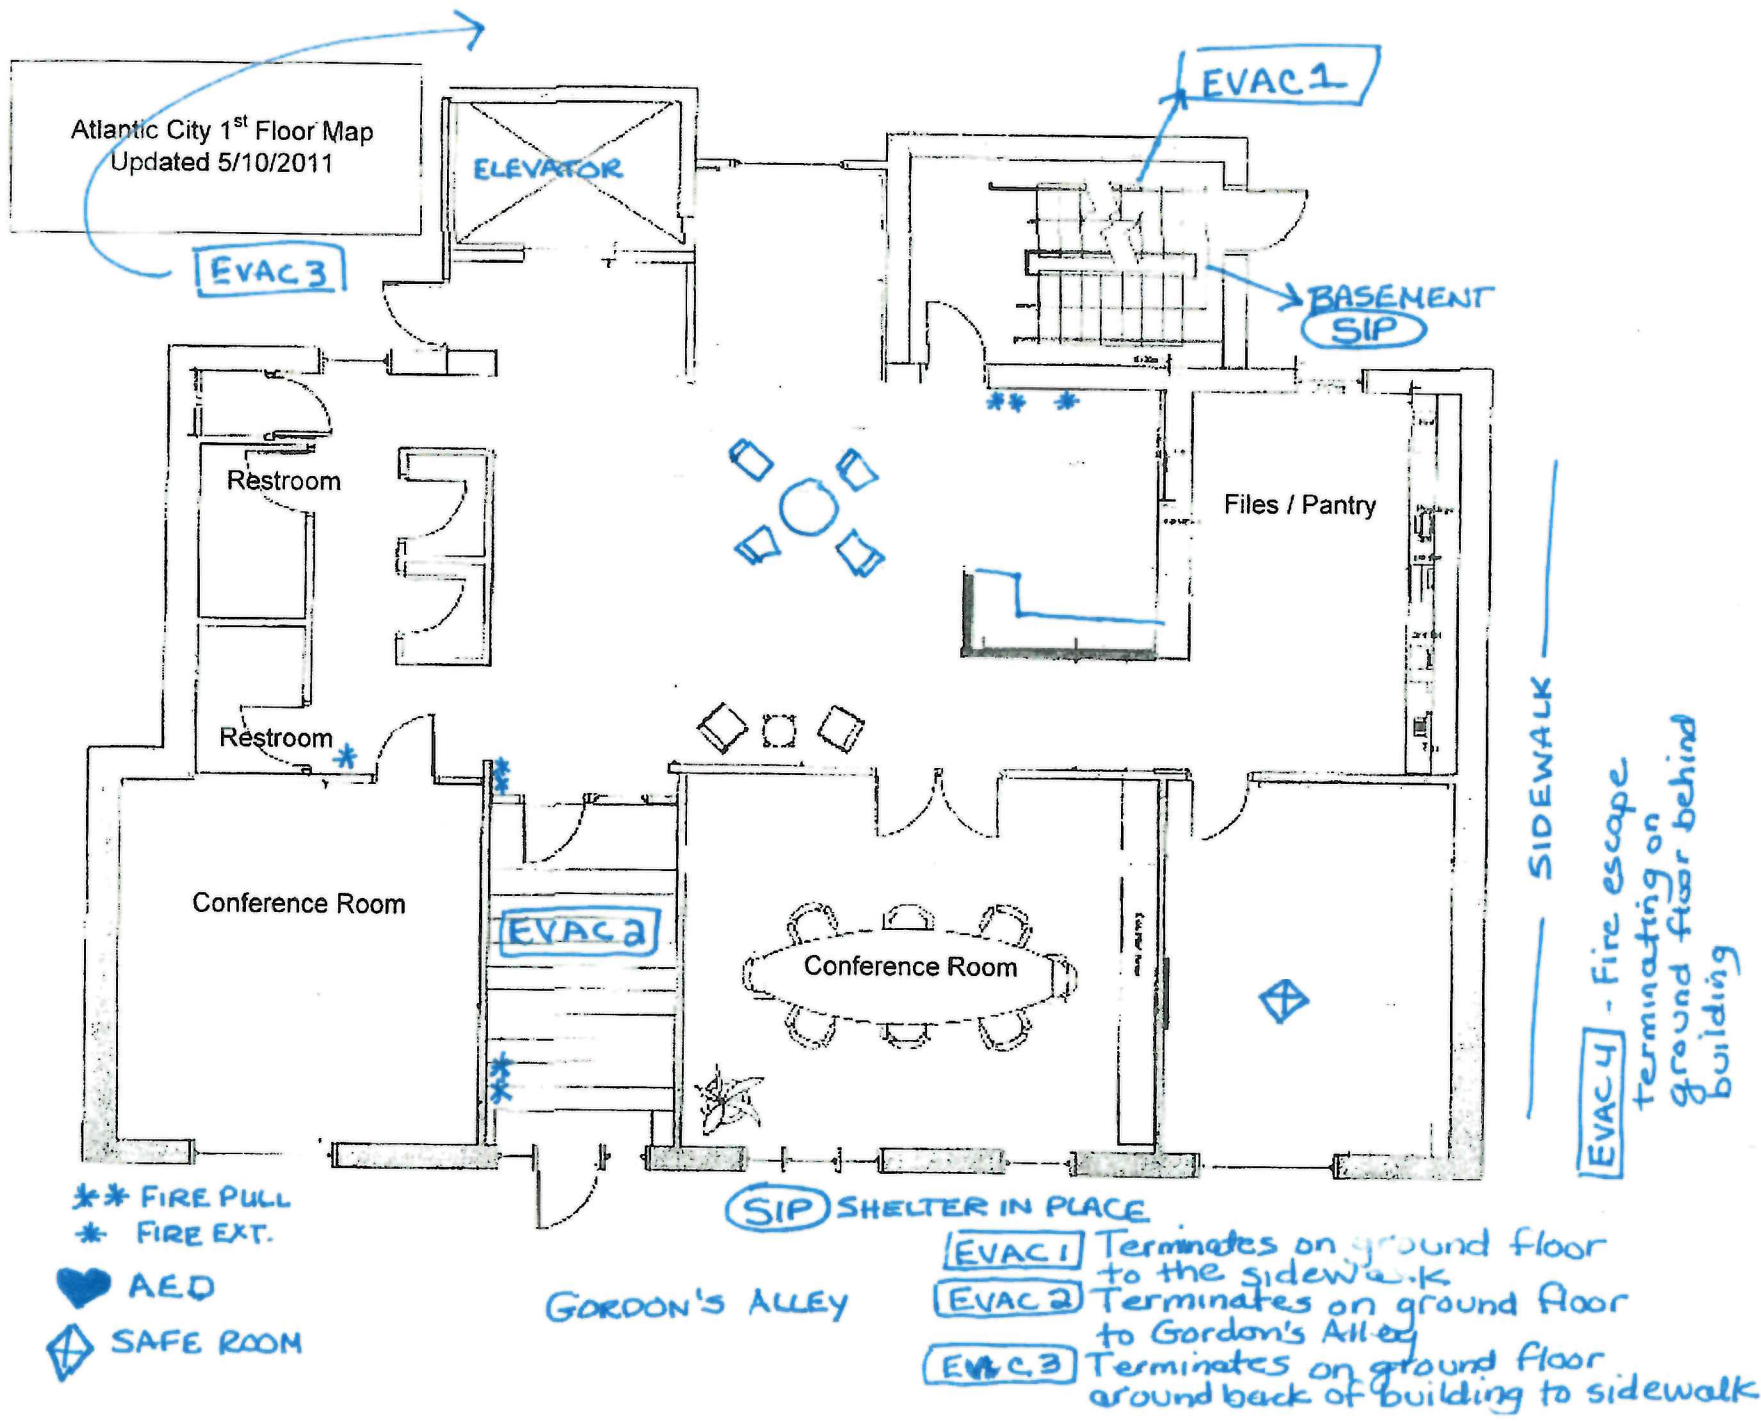 Atlantic City 1st Floor Map
Updated 5/10/2011
EVAC 1
ELEVATOR
EVAC 3
BASEMENT
SIP
** *
Restroom
Files / Pantry
Restroom
*
**
SIDEWALK
EVAC 4 - Fire escape
terminating on
ground floor behind
building
Conference Room
EVAC 2
Conference Room
**
** FIRE PULL
* FIRE EXT.
AED
SAFE ROOM
GORDON'S ALLEY
SIP SHELTER IN PLACE
EVAC 1 Terminates on ground floor
to the sidewalk
EVAC 2 Terminates on ground floor
to Gordon's Alley
EVAC 3 Terminates on ground floor
around back of building to sidewalk